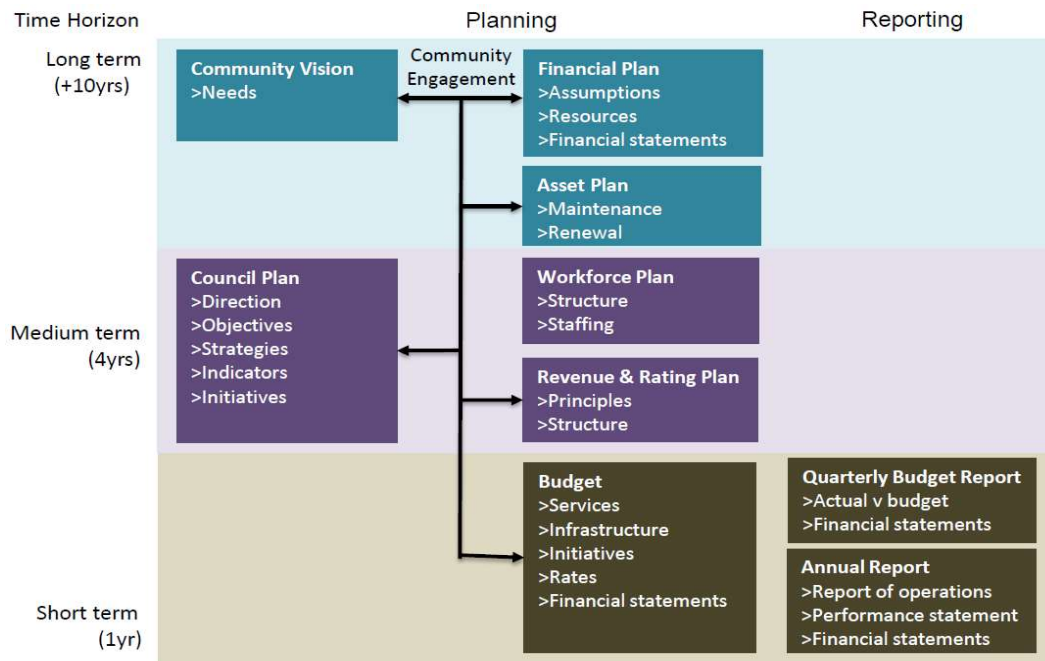 Time Horizon
Planning
Reporting
Long term
(+10yrs)
Community Vision
>Needs
Community
Engagement
Financial Plan
>Assumptions
>Resources
>Financial statements
Asset Plan
>Maintenance
>Renewal
Medium term
(4yrs)
Council Plan
>Direction
>Objectives
>Strategies
>Indicators
>Initiatives
Workforce Plan
>Structure
>Staffing
Revenue & Rating Plan
>Principles
>Structure
Short term
(1yr)
Budget
>Services
>Infrastructure
>Initiatives
>Rates
>Financial statements
Quarterly Budget Report
>Actual v budget
>Financial statements
Annual Report
>Report of operations
>Performance statement
>Financial statements